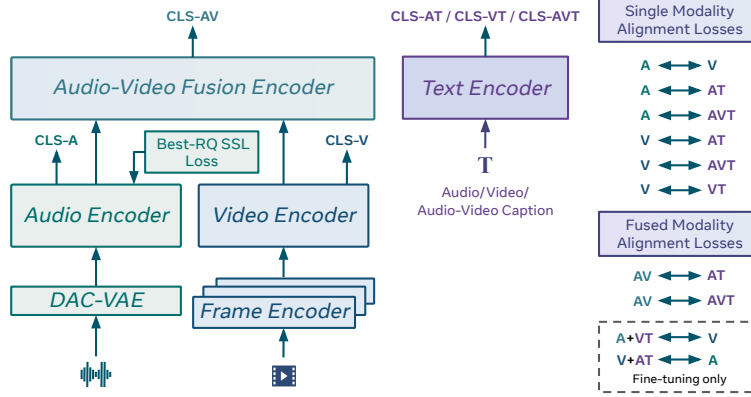 CLS-AV
Audio-Video Fusion Encoder
CLS-A
Best-RQ SSL
Loss
CLS-V
Audio Encoder
Video Encoder
DAC-VAE
Frame Encoder
CLS-AT / CLS-VT / CLS-AVT
Text Encoder
T
Audio/Video/
Audio-Video Caption
Single Modality
Alignment Losses
A V
A AT
A AVT
V AT
V AVT
V VT
Fused Modality
Alignment Losses
AV AT
AV AVT
A+VT V
V+AT A
Fine-tuning only